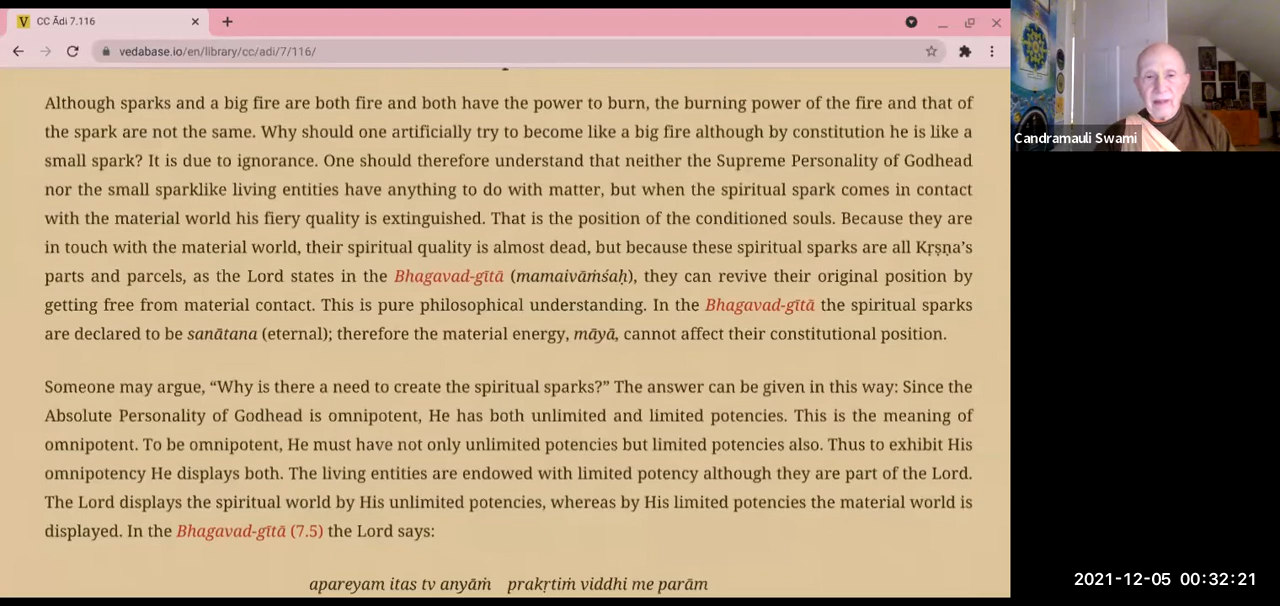 CC Ādi 7.116
vedabase.io/en/library/cc/adi/7/116/
Although sparks and a big fire are both fire and both have the power to burn, the burning power of the fire and that of
the spark are not the same. Why should one artificially try to become like a big fire although by constitution he is like a
small spark? It is due to ignorance. One should therefore understand that neither the Supreme Personality of Godhead
nor the small sparklike living entities have anything to do with matter, but when the spiritual spark comes in contact
with the material world his fiery quality is extinguished. That is the position of the conditioned souls. Because they are
in touch with the material world, their spiritual quality is almost dead, but because these spiritual sparks are all Kṛṣṇa’s
parts and parcels, as the Lord states in the Bhagavad-gītā (mamaivāṁśaḥ), they can revive their original position by
getting free from material contact. This is pure philosophical understanding. In the Bhagavad-gītā the spiritual sparks
are declared to be sanātana (eternal); therefore the material energy, māyā, cannot affect their constitutional position.
Someone may argue, “Why is there a need to create the spiritual sparks?” The answer can be given in this way: Since the
Absolute Personality of Godhead is omnipotent, He has both unlimited and limited potencies. This is the meaning of
omnipotent. To be omnipotent, He must have not only unlimited potencies but limited potencies also. Thus to exhibit His
omnipotency He displays both. The living entities are endowed with limited potency although they are part of the Lord.
The Lord displays the spiritual world by His unlimited potencies, whereas by His limited potencies the material world is
displayed. In the Bhagavad-gītā (7.5) the Lord says:
apareyam itas tv anyāṁ prakṛtiṁ viddhi me parām
Candramauli Swami
2021-12-05 00:32:21